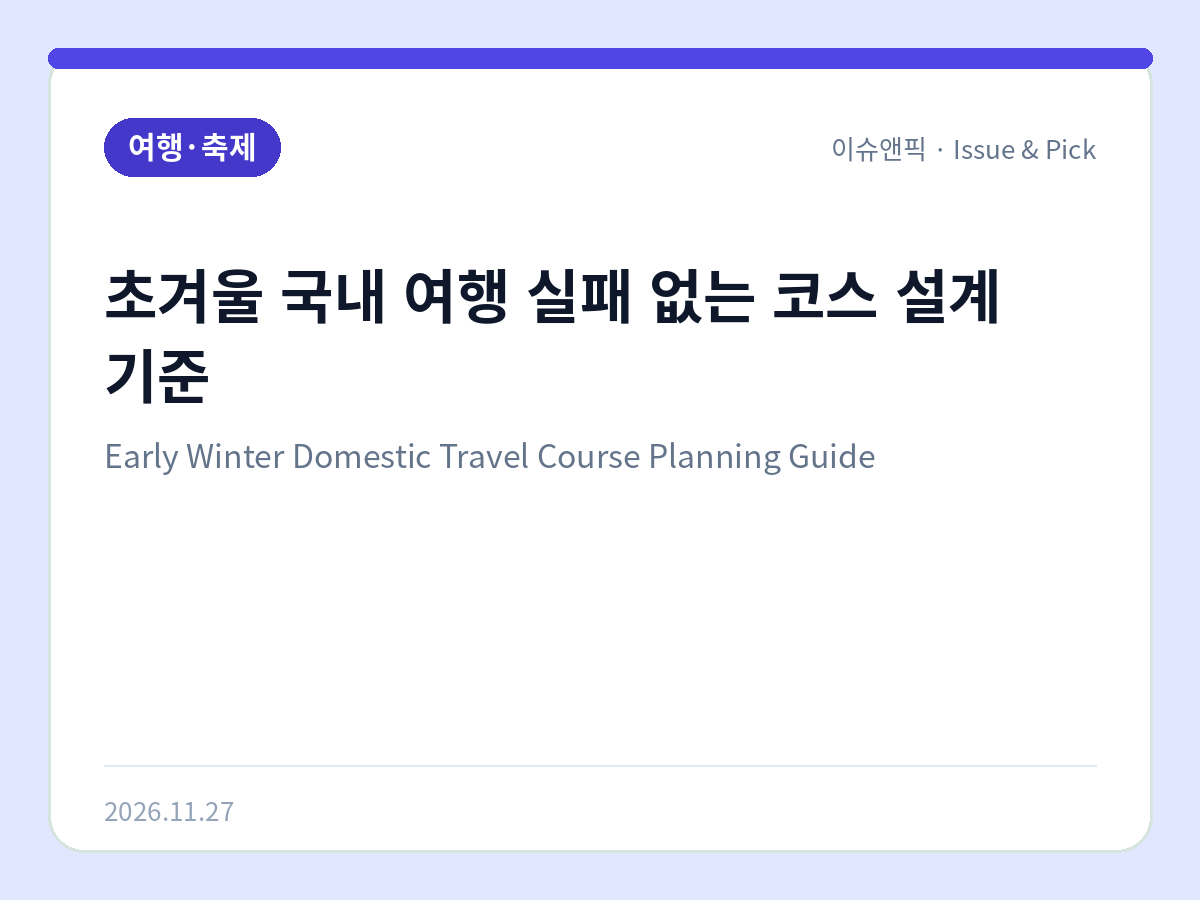 여행·축제
이슈앤픽 · Issue & Pick
초겨울 국내 여행 실패 없는 코스 설계
기준
Early Winter Domestic Travel Course Planning Guide
2026.11.27